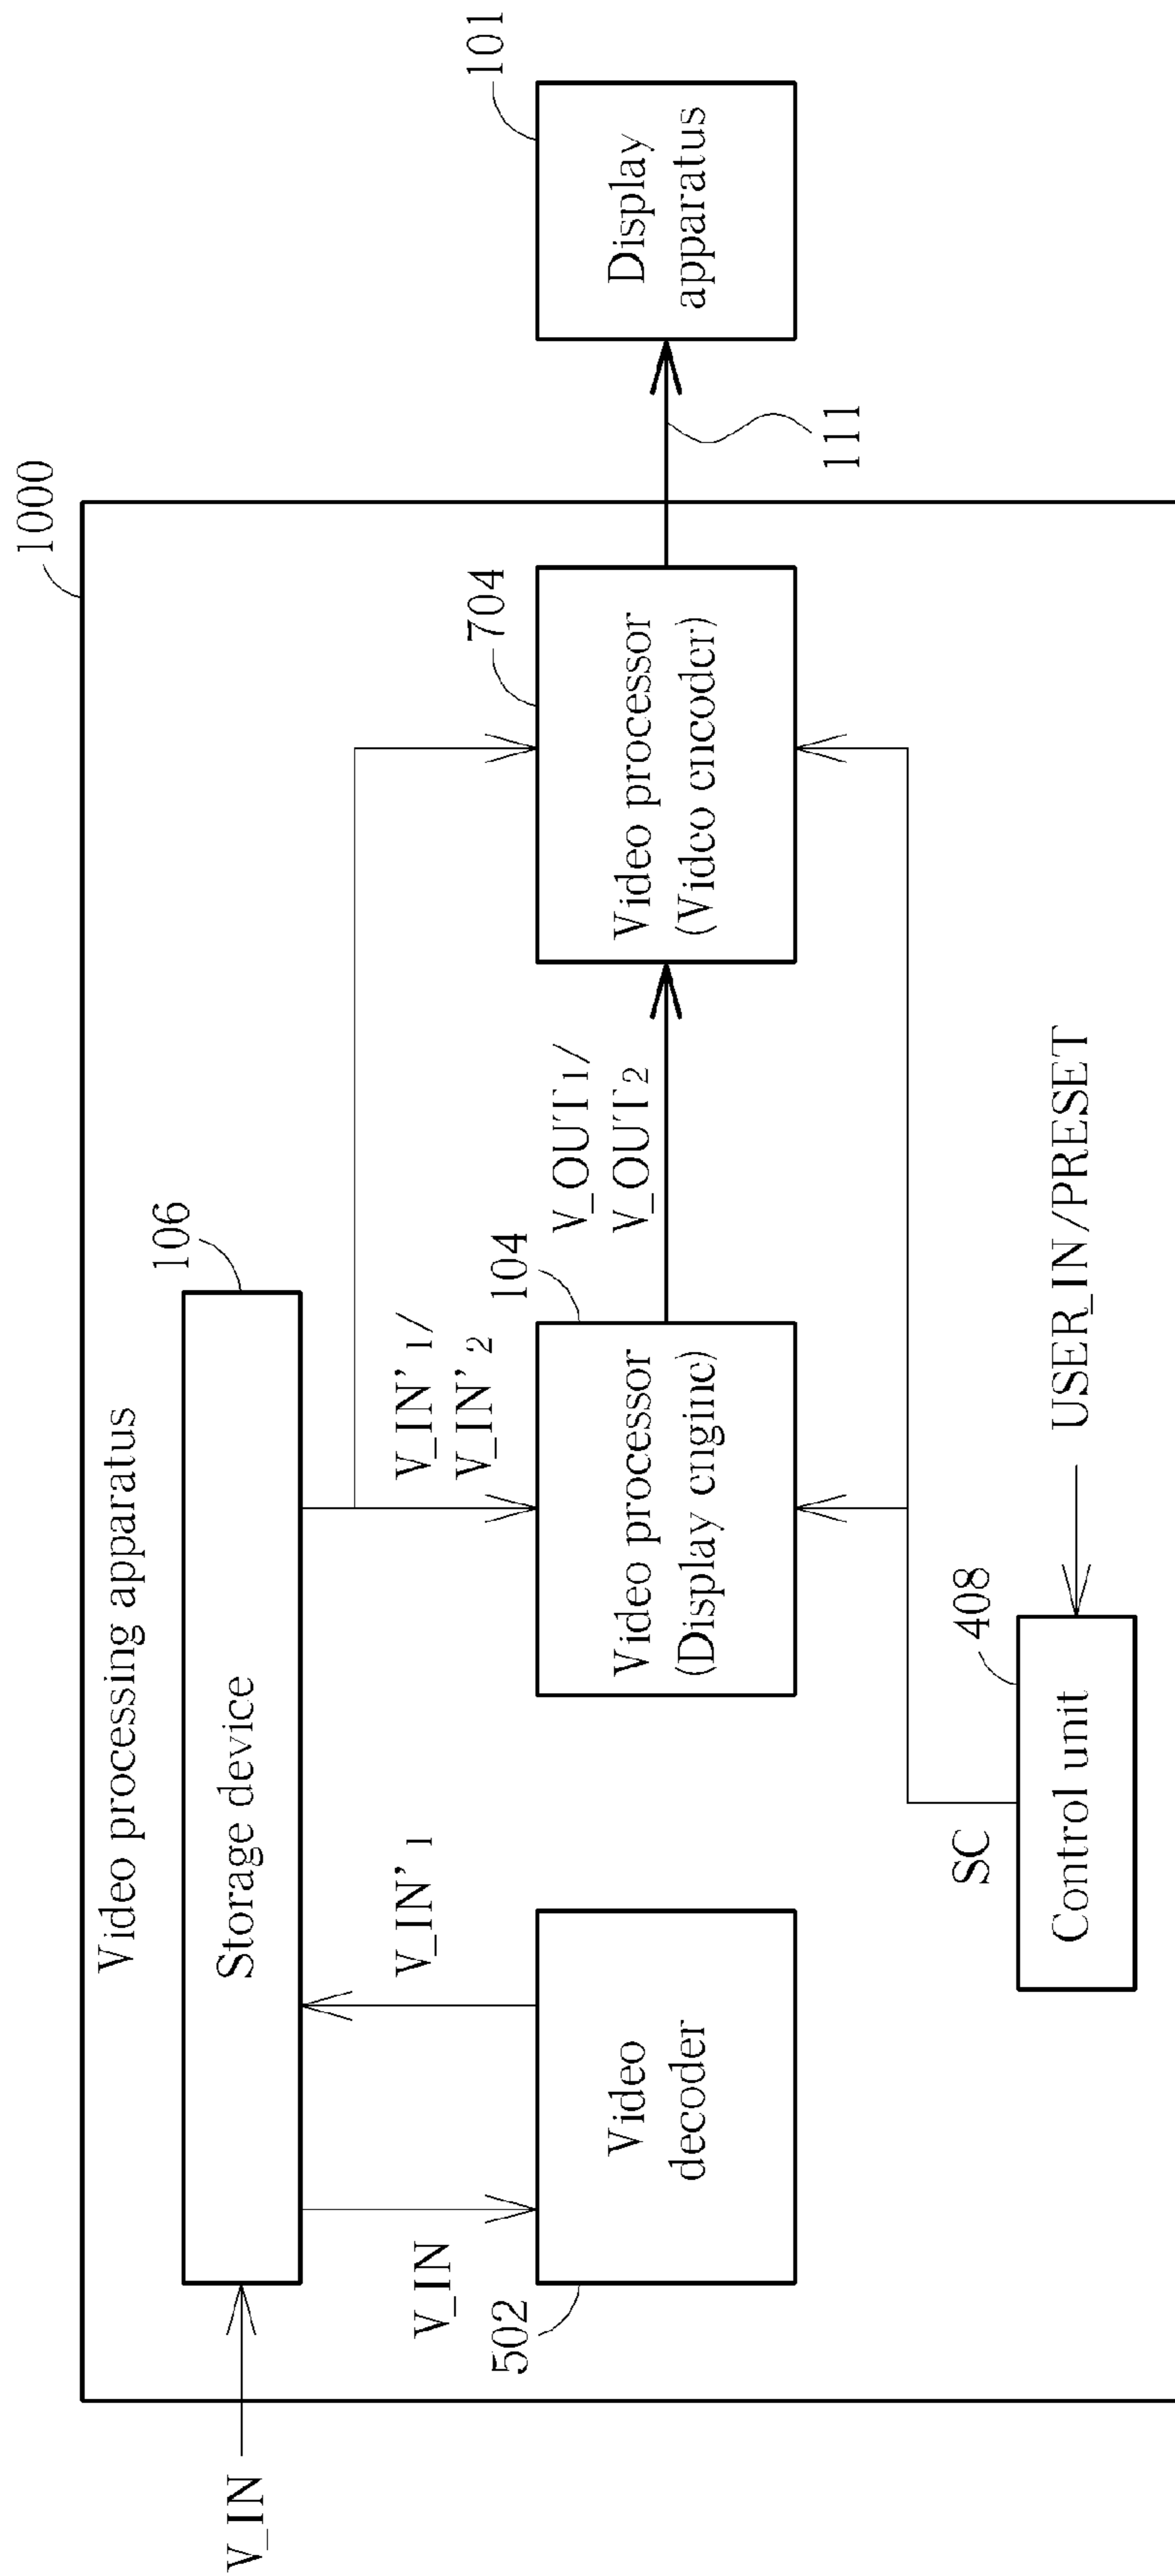 1000
Video processing apparatus
V_IN
Storage device
106
V_IN
V_IN'1
V_IN'1/
V_IN'2
502
Video
decoder
104
Video processor
(Display engine)
V_OUT1/
V_OUT2
704
Video processor
(Video encoder)
111
101
Display
apparatus
SC
408
Control unit
USER_IN/PRESET